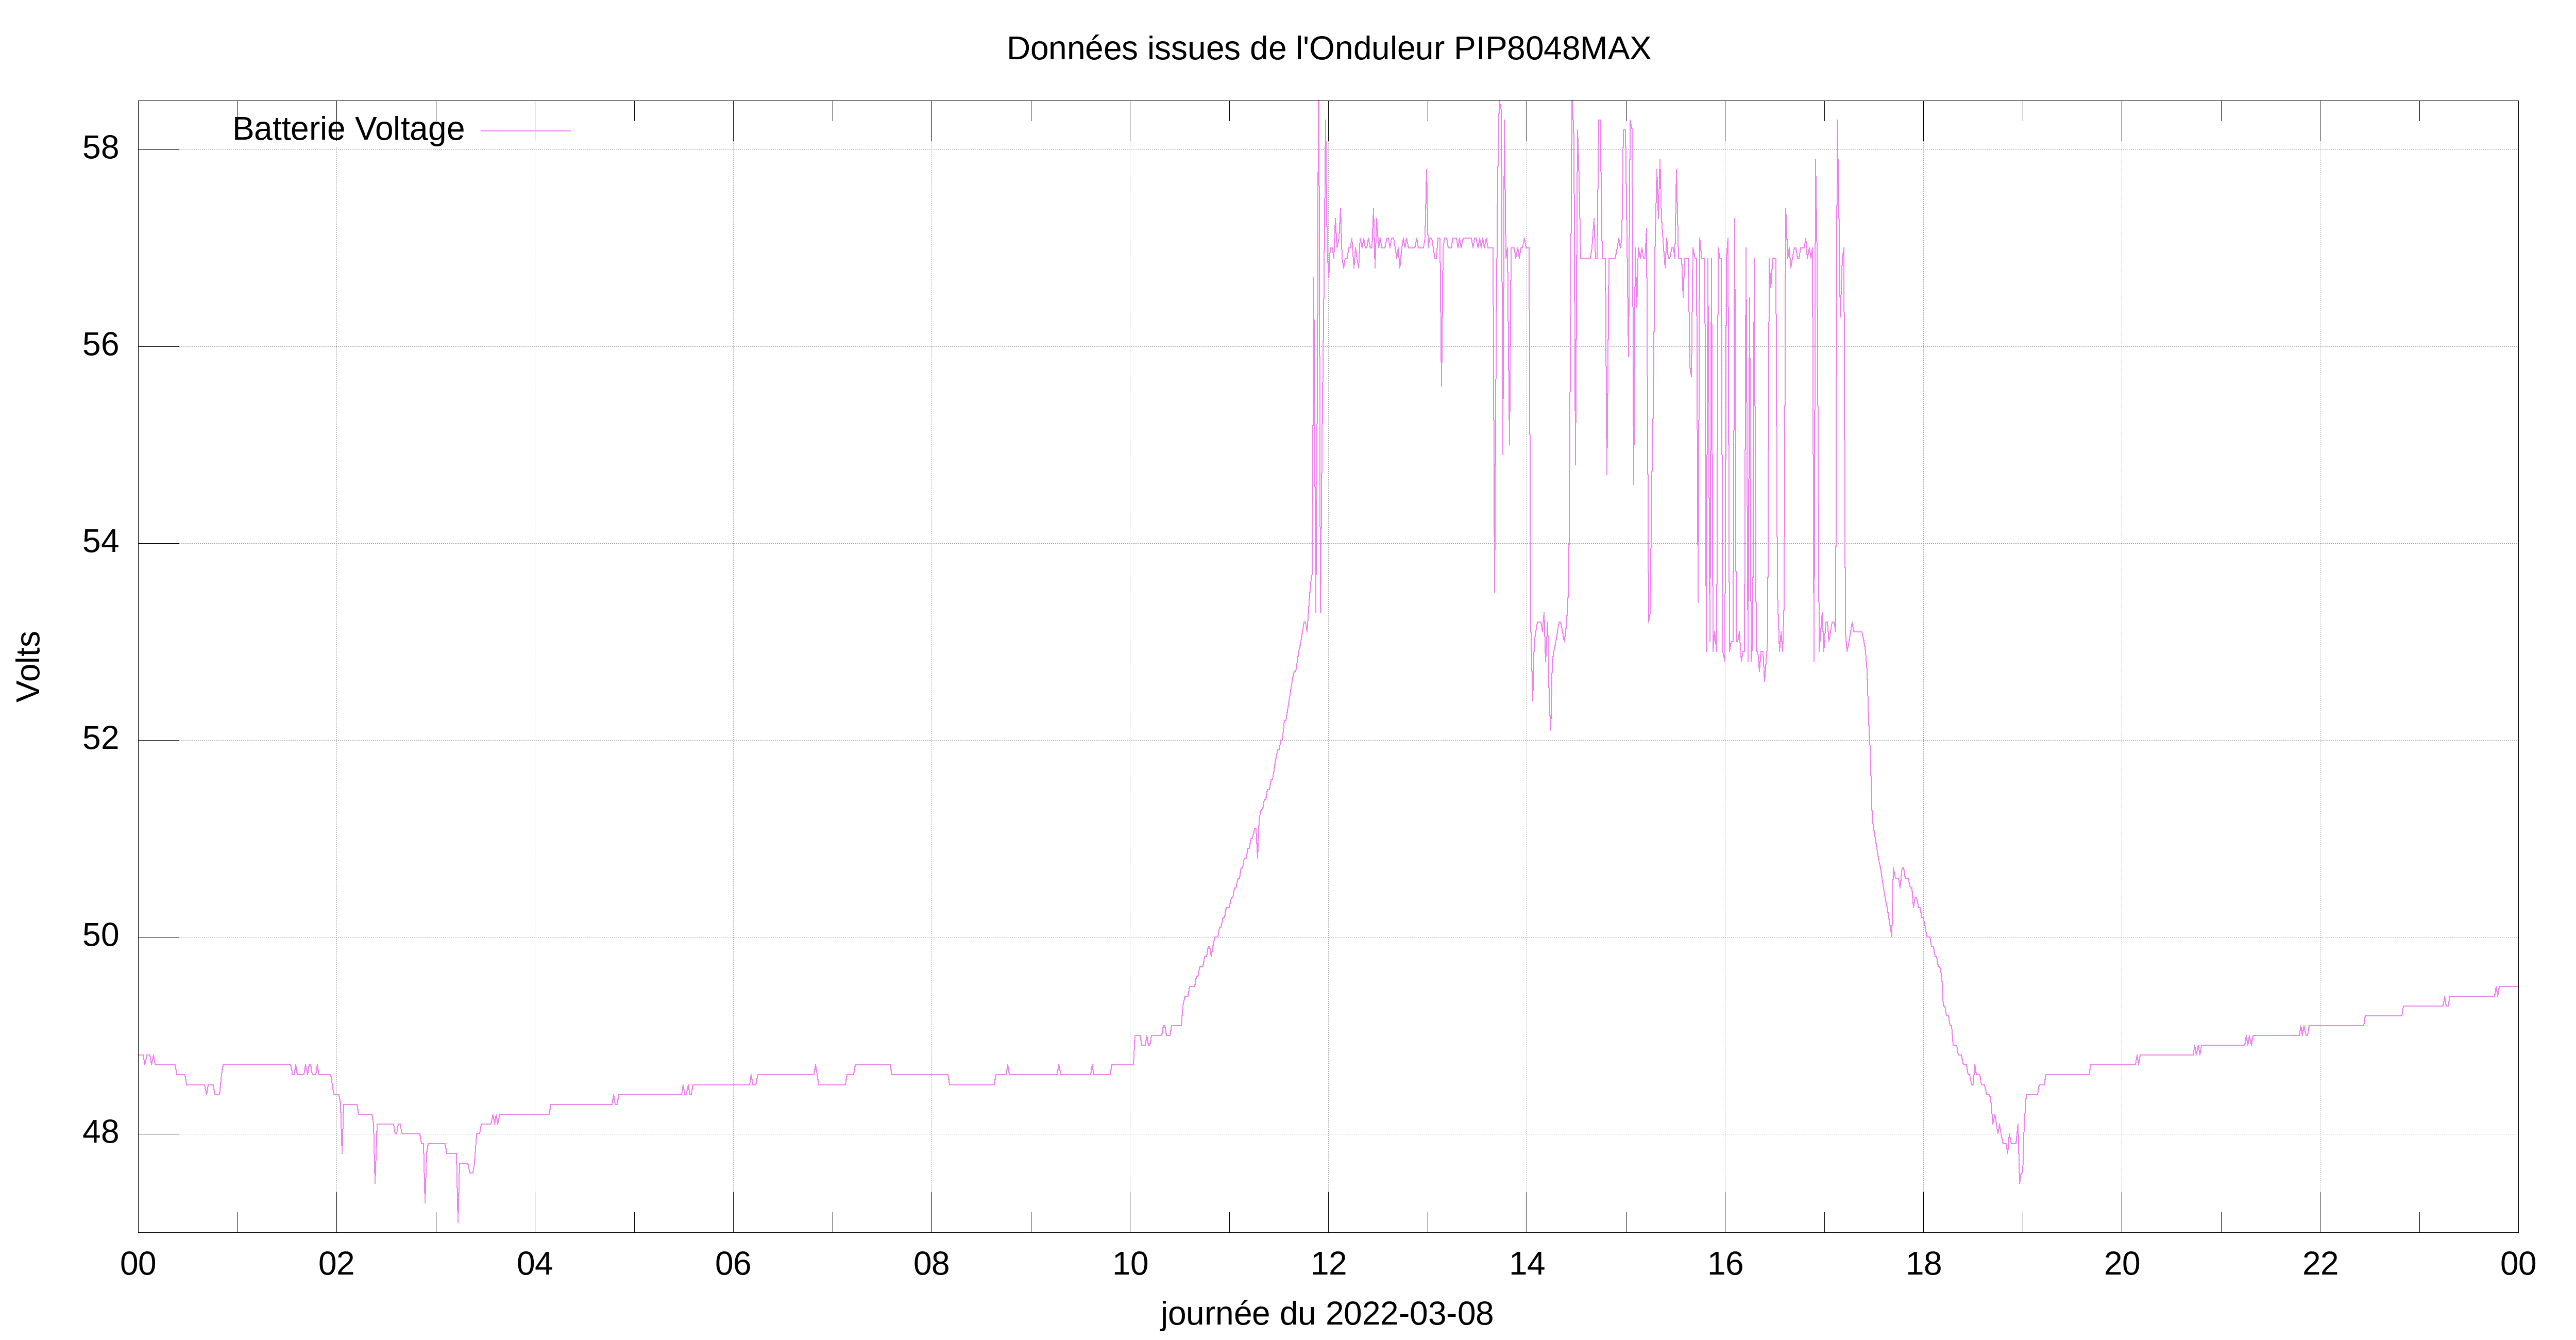 Données issues de l'Onduleur PIP8048MAX
Batterie Voltage
58
56
54
52
50
48
Volts
00 02 04 06 08 10 12 14 16 18 20 22 00
journée du 2022-03-08